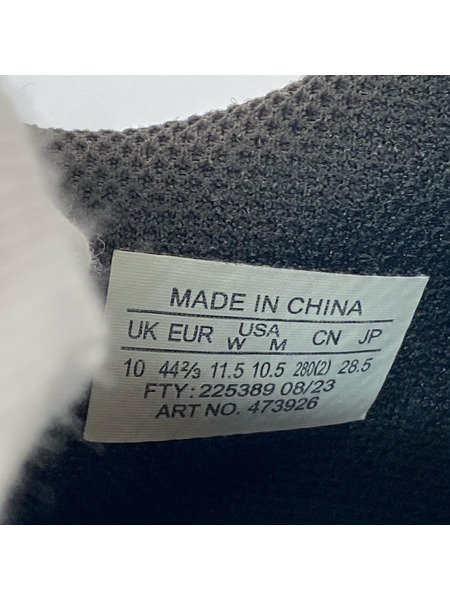 MADE IN CHINA
UK EUR USA W M CN JP
10 44⅔ 11.5 10.5 280(2) 28.5
FTY: 225389 08/23
ART NO. 473926